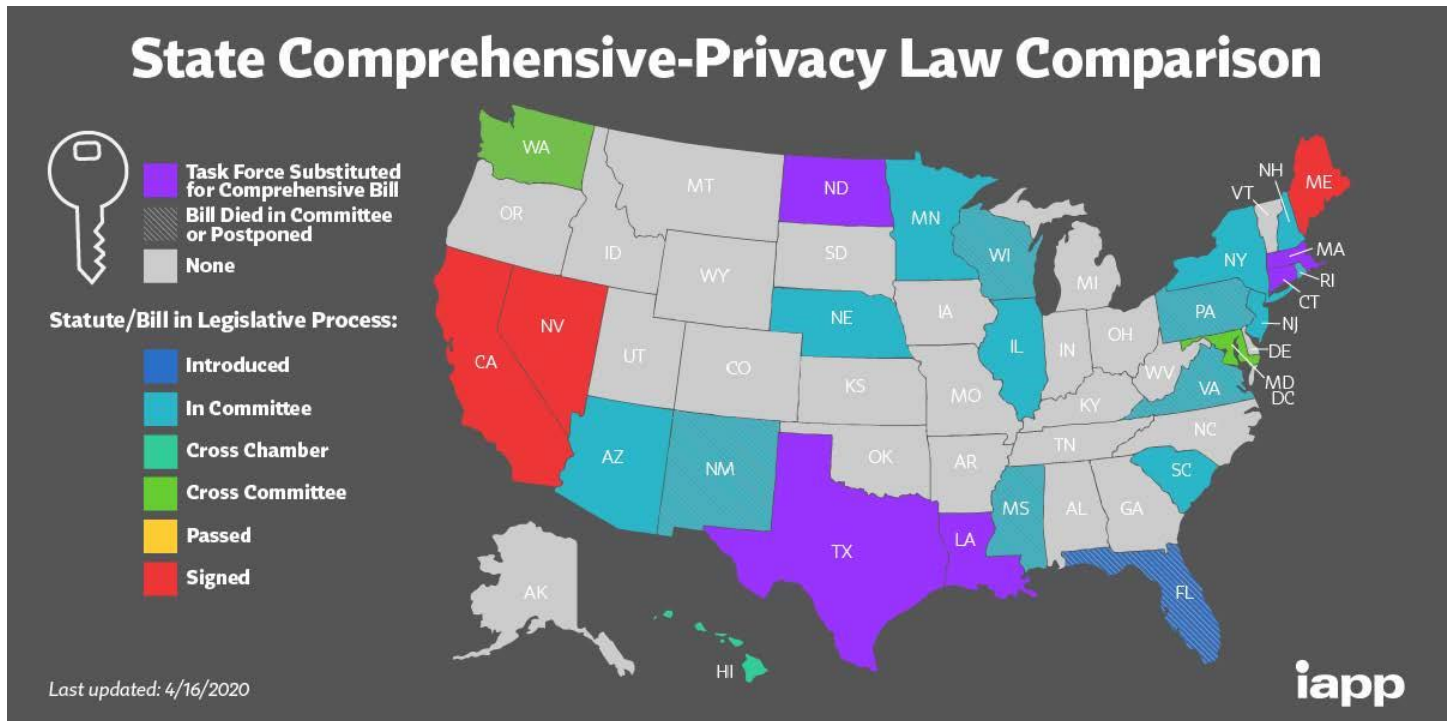 State Comprehensive-Privacy Law Comparison
Task Force Substituted
for Comprehensive Bill
Bill Died in Committee
or Postponed
None
Statute/Bill in Legislative Process:
Introduced
In Committee
Cross Chamber
Cross Committee
Passed
Signed
WA
OR
CA
NV
ID
MT
WY
UT
CO
AZ
NM
ND
SD
NE
KS
OK
TX
MN
IA
MO
AR
LA
WI
IL
MS
MI
IN
OH
KY
TN
AL
GA
FL
SC
NC
VA
WV
PA
NY
VT
NH
ME
MA
RI
CT
NJ
DE
MD
DC
AK
HI
Last updated: 4/16/2020
iapp